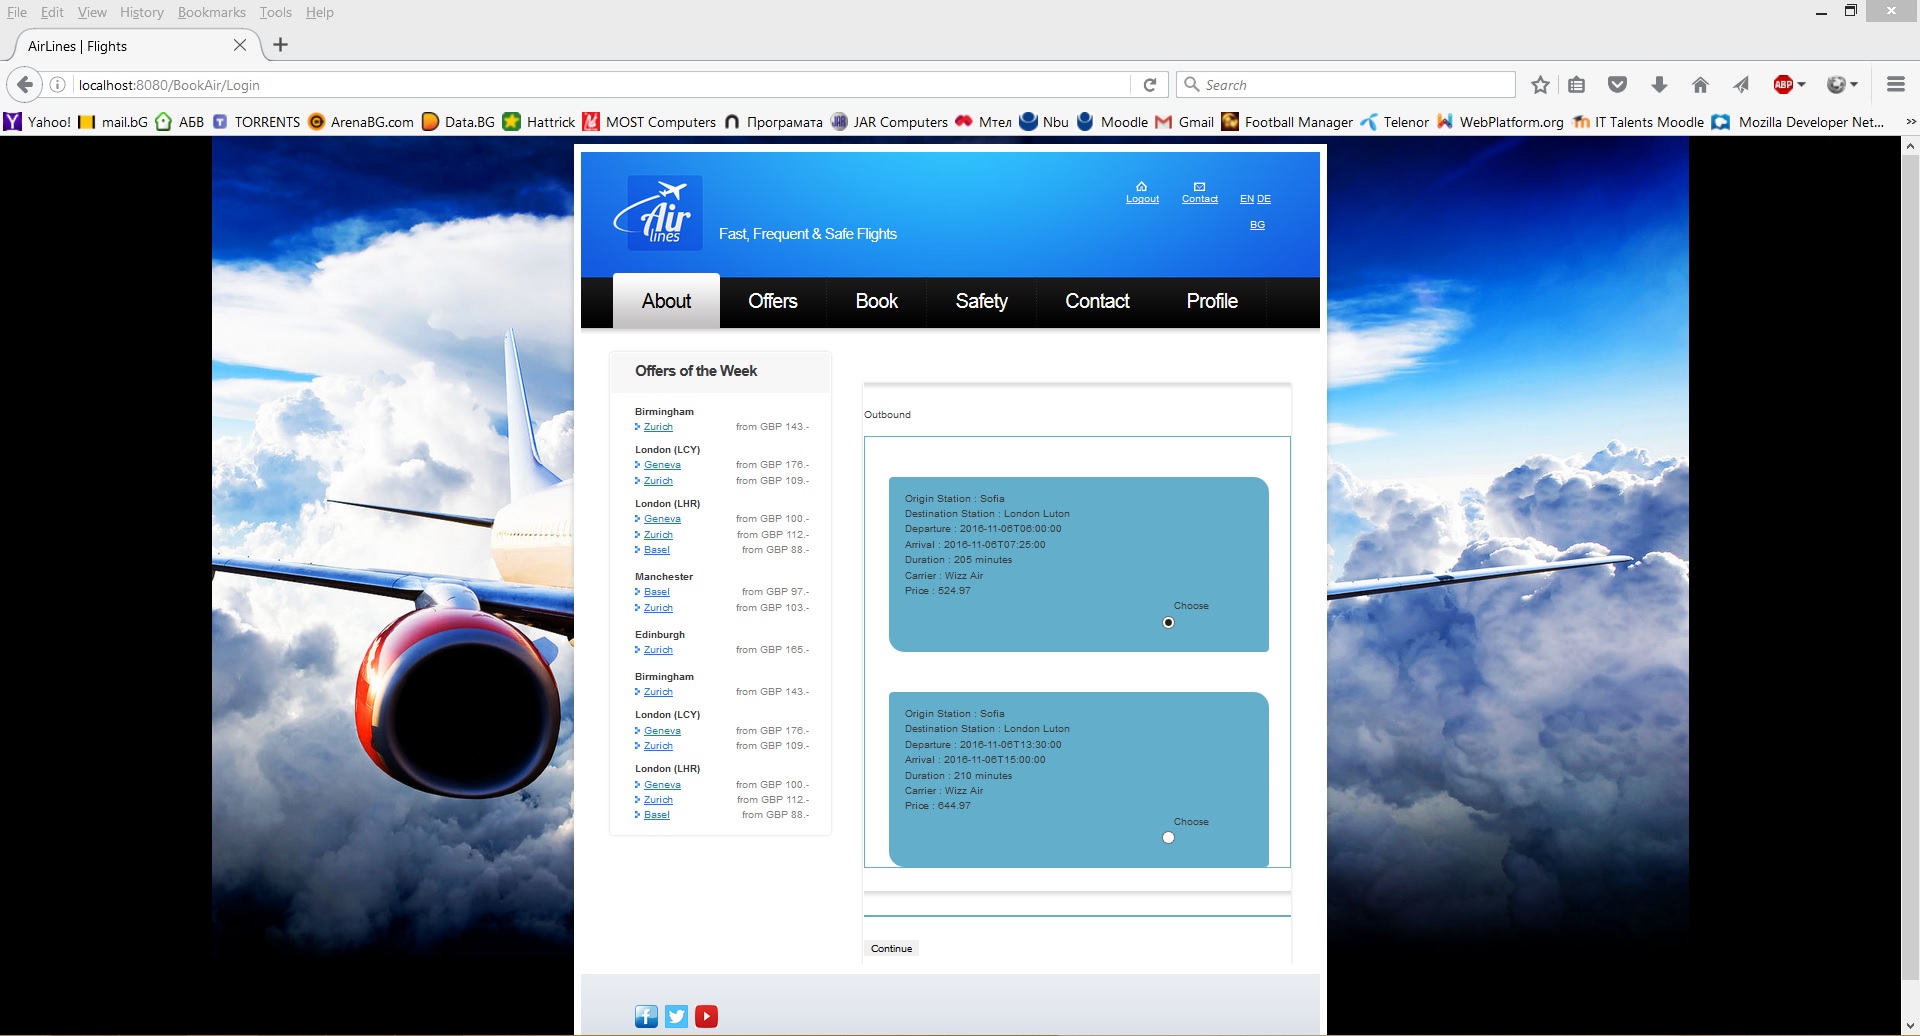 File Edit View History Bookmarks Tools Help
AirLines | Flights
localhost:8080/BookAir/Login
Search
ABP
Yahoo! mail.bG АББ TORRENTS ArenaBG.com Data.BG Hattrick MOST Computers Програмата JAR Computers Мтел Nbu Moodle Gmail Football Manager Telenor WebPlatform.org IT Talents Moodle Mozilla Developer Net...
Air
lines
Fast, Frequent & Safe Flights
Logout Contact EN DE
BG
About Offers Book Safety Contact Profile
Offers of the Week
Birmingham
Zurich from GBP 143.-
London (LCY)
Geneva from GBP 176.-
Zurich from GBP 109.-
London (LHR)
Geneva from GBP 100.-
Zurich from GBP 112.-
Basel from GBP 88.-
Manchester
Basel from GBP 97.-
Zurich from GBP 103.-
Edinburgh
Zurich from GBP 165.-
Birmingham
Zurich from GBP 143.-
London (LCY)
Geneva from GBP 176.-
Zurich from GBP 109.-
London (LHR)
Geneva from GBP 100.-
Zurich from GBP 112.-
Basel from GBP 88.-
Outbound
Origin Station : Sofia
Destination Station : London Luton
Departure : 2016-11-06T06:00:00
Arrival : 2016-11-06T07:25:00
Duration : 205 minutes
Carrier : Wizz Air
Price : 524.97
Choose
Origin Station : Sofia
Destination Station : London Luton
Departure : 2016-11-06T13:30:00
Arrival : 2016-11-06T15:00:00
Duration : 210 minutes
Carrier : Wizz Air
Price : 644.97
Choose
Continue